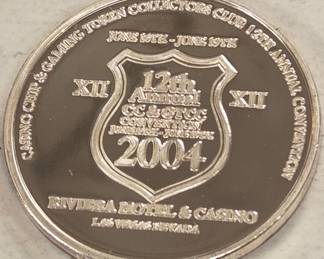 CASINO CHIP & GAMING TOKEN COLLECTORS CLUB 12TH ANNUAL CONVENTION
JUNE 16TH - JUNE 19TH
XII
XII
12th
Annual
CC & GTCC
CONVENTION
2004
RIVIERA HOTEL & CASINO
LAS VEGAS NEVADA